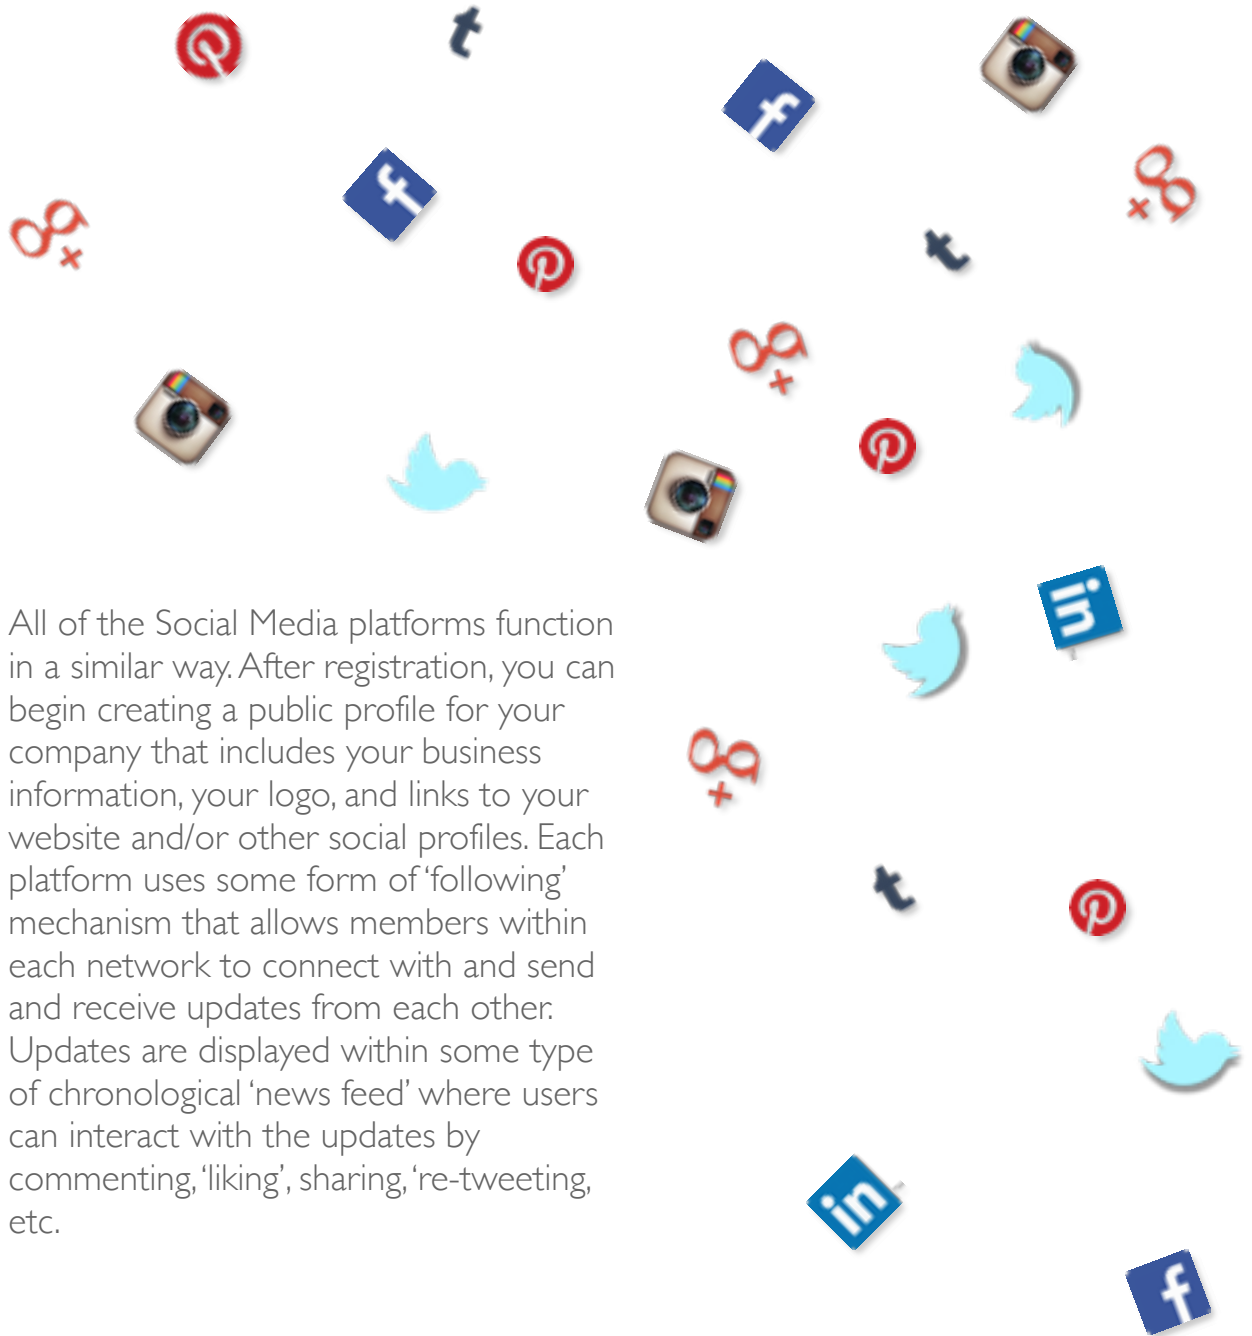 All of the Social Media platforms function
in a similar way. After registration, you can
begin creating a public profile for your
company that includes your business
information, your logo, and links to your
website and/or other social profiles. Each
platform uses some form of ‘following’
mechanism that allows members within
each network to connect with and send
and receive updates from each other.
Updates are displayed within some type
of chronological ‘news feed’ where users
can interact with the updates by
commenting, ‘liking’, sharing, ‘re-tweeting,
etc.